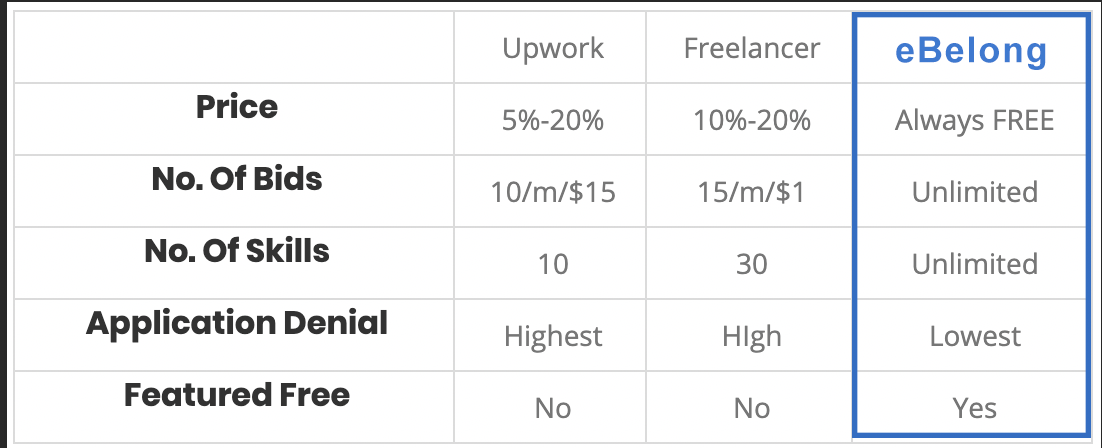 Upwork Freelancer eBelong
Price 5%-20% 10%-20% Always FREE
No. Of Bids 10/m/$15 15/m/$1 Unlimited
No. Of Skills 10 30 Unlimited
Application Denial Highest HIgh Lowest
Featured Free No No Yes